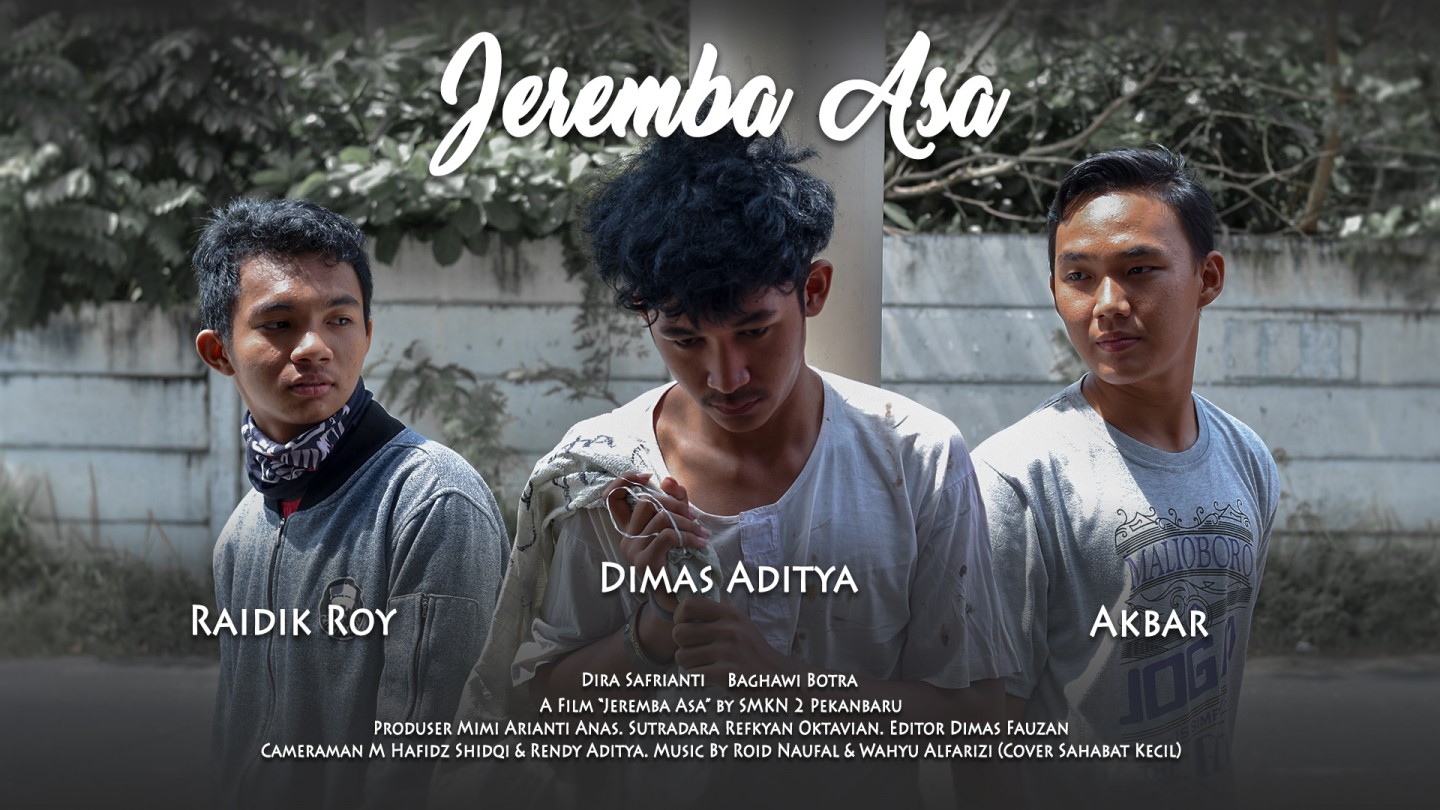 Jeremba Asa
MALIOBORO
Dimas Aditya
Raidik Roy
Akbar
Dira Safrianti Baghawi Botra
A Film "Jeremba Asa" by SMKN 2 Pekanbaru
Produser Mimi Arianti Anas. Sutradara Refkyan Oktavian. Editor Dimas Fauzan
Cameraman M Hafidz Shidqi & Rendy Aditya. Music By Roid Naufal & Wahyu Alfarizi (Cover Sahabat Kecil)